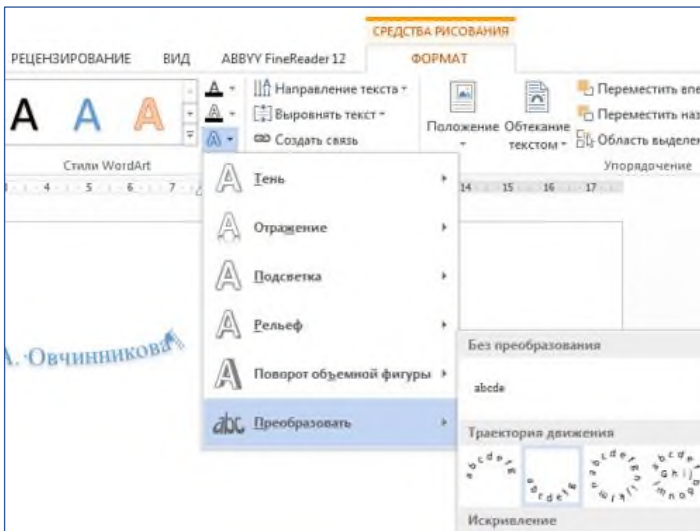 СРЕДСТВА РИСОВАНИЯ
РЕЦЕНЗИРОВАНИЕ ВИД ABBYY FineReader 12 ФОРМАТ
A A A
Направление текста
Выровнять текст
Создать связь
Положение
Обтекание текстом
Переместить впе
Переместить наз
Область выделен
Стили WordArt
Упорядочение
4 5 6 7 14 15 16 17
Тень
Отражение
Подсветка
Рельеф
Поворот объемной фигуры
abc Преобразовать
А. Овчинникова¶
Без преобразования
abcde
Траектория движения
Искривление